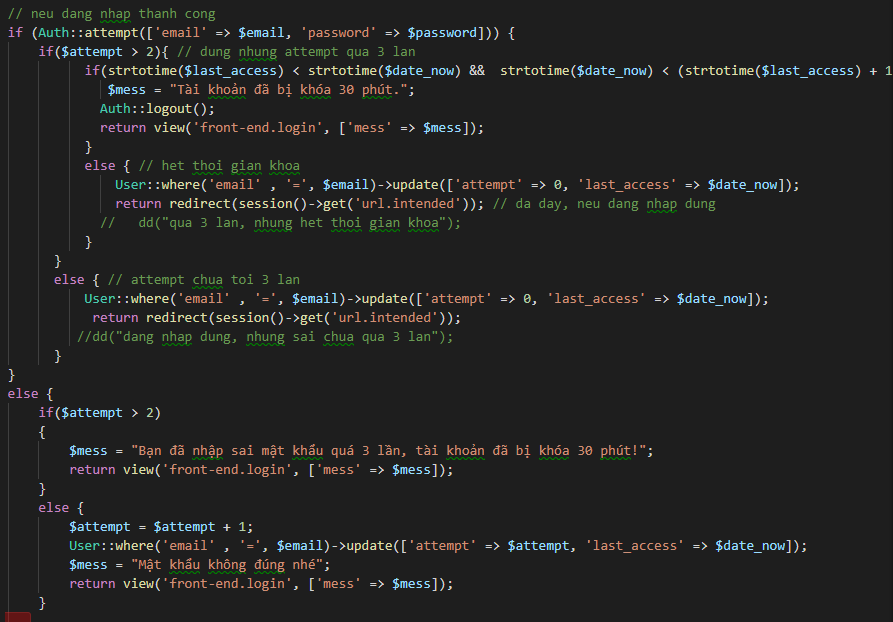 // neu dang nhap thanh cong
if (Auth::attempt(['email' => $email, 'password' => $password])) {
if($attempt > 2){ // dung nhung attempt qua 3 lan
if(strtotime($last_access) < strtotime($date_now) && strtotime($date_now) < (strtotime($last_access) + 1
$mess = "Tài khoản đã bị khóa 30 phút.";
Auth::logout();
return view('front-end.login', ['mess' => $mess]);
}
else { // het thoi gian khoa
User::where('email' , '=', $email)->update(['attempt' => 0, 'last_access' => $date_now]);
return redirect(session()->get('url.intended')); // da day, neu dang nhap dung
// dd("qua 3 lan, nhung het thoi gian khoa");
}
}
else { // attempt chua toi 3 lan
User::where('email' , '=', $email)->update(['attempt' => 0, 'last_access' => $date_now]);
return redirect(session()->get('url.intended'));
//dd("dang nhap dung, nhung sai chua qua 3 lan");
}
}
else {
if($attempt > 2)
{
$mess = "Bạn đã nhập sai mật khẩu quá 3 lần, tài khoản đã bị khóa 30 phút!";
return view('front-end.login', ['mess' => $mess]);
}
else {
$attempt = $attempt + 1;
User::where('email' , '=', $email)->update(['attempt' => $attempt, 'last_access' => $date_now]);
$mess = "Mật khẩu không đúng nhé";
return view('front-end.login', ['mess' => $mess]);
}